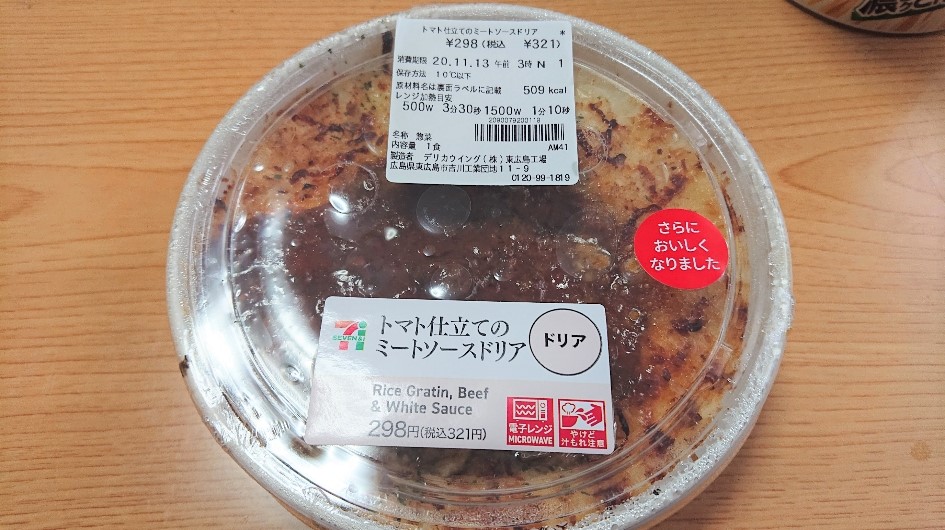 トマト仕立てのミートソースドリア *
¥298(税込 ¥321)
消費期限 20.11.13 午前 3時 N 1
保存方法 10℃以下
原材料名は裏面ラベルに記載 509 kcal
レンジ加熱目安
500W 3分30秒 1500W 1分10秒
2090079200119
名称 惣菜
内容量 1食 AM41
製造者 デリカウイング(株)東広島工場
広島県東広島市吉川工業団地11-9
0120-99-1819
さらに
おいしく
なりました
7i
SEVEN&i
トマト仕立ての
ミートソースドリア
ドリア
Rice Gratin, Beef
& White Sauce
298円(税込321円)
電子レンジ
MICROWAVE
やけど
汁もれ注意